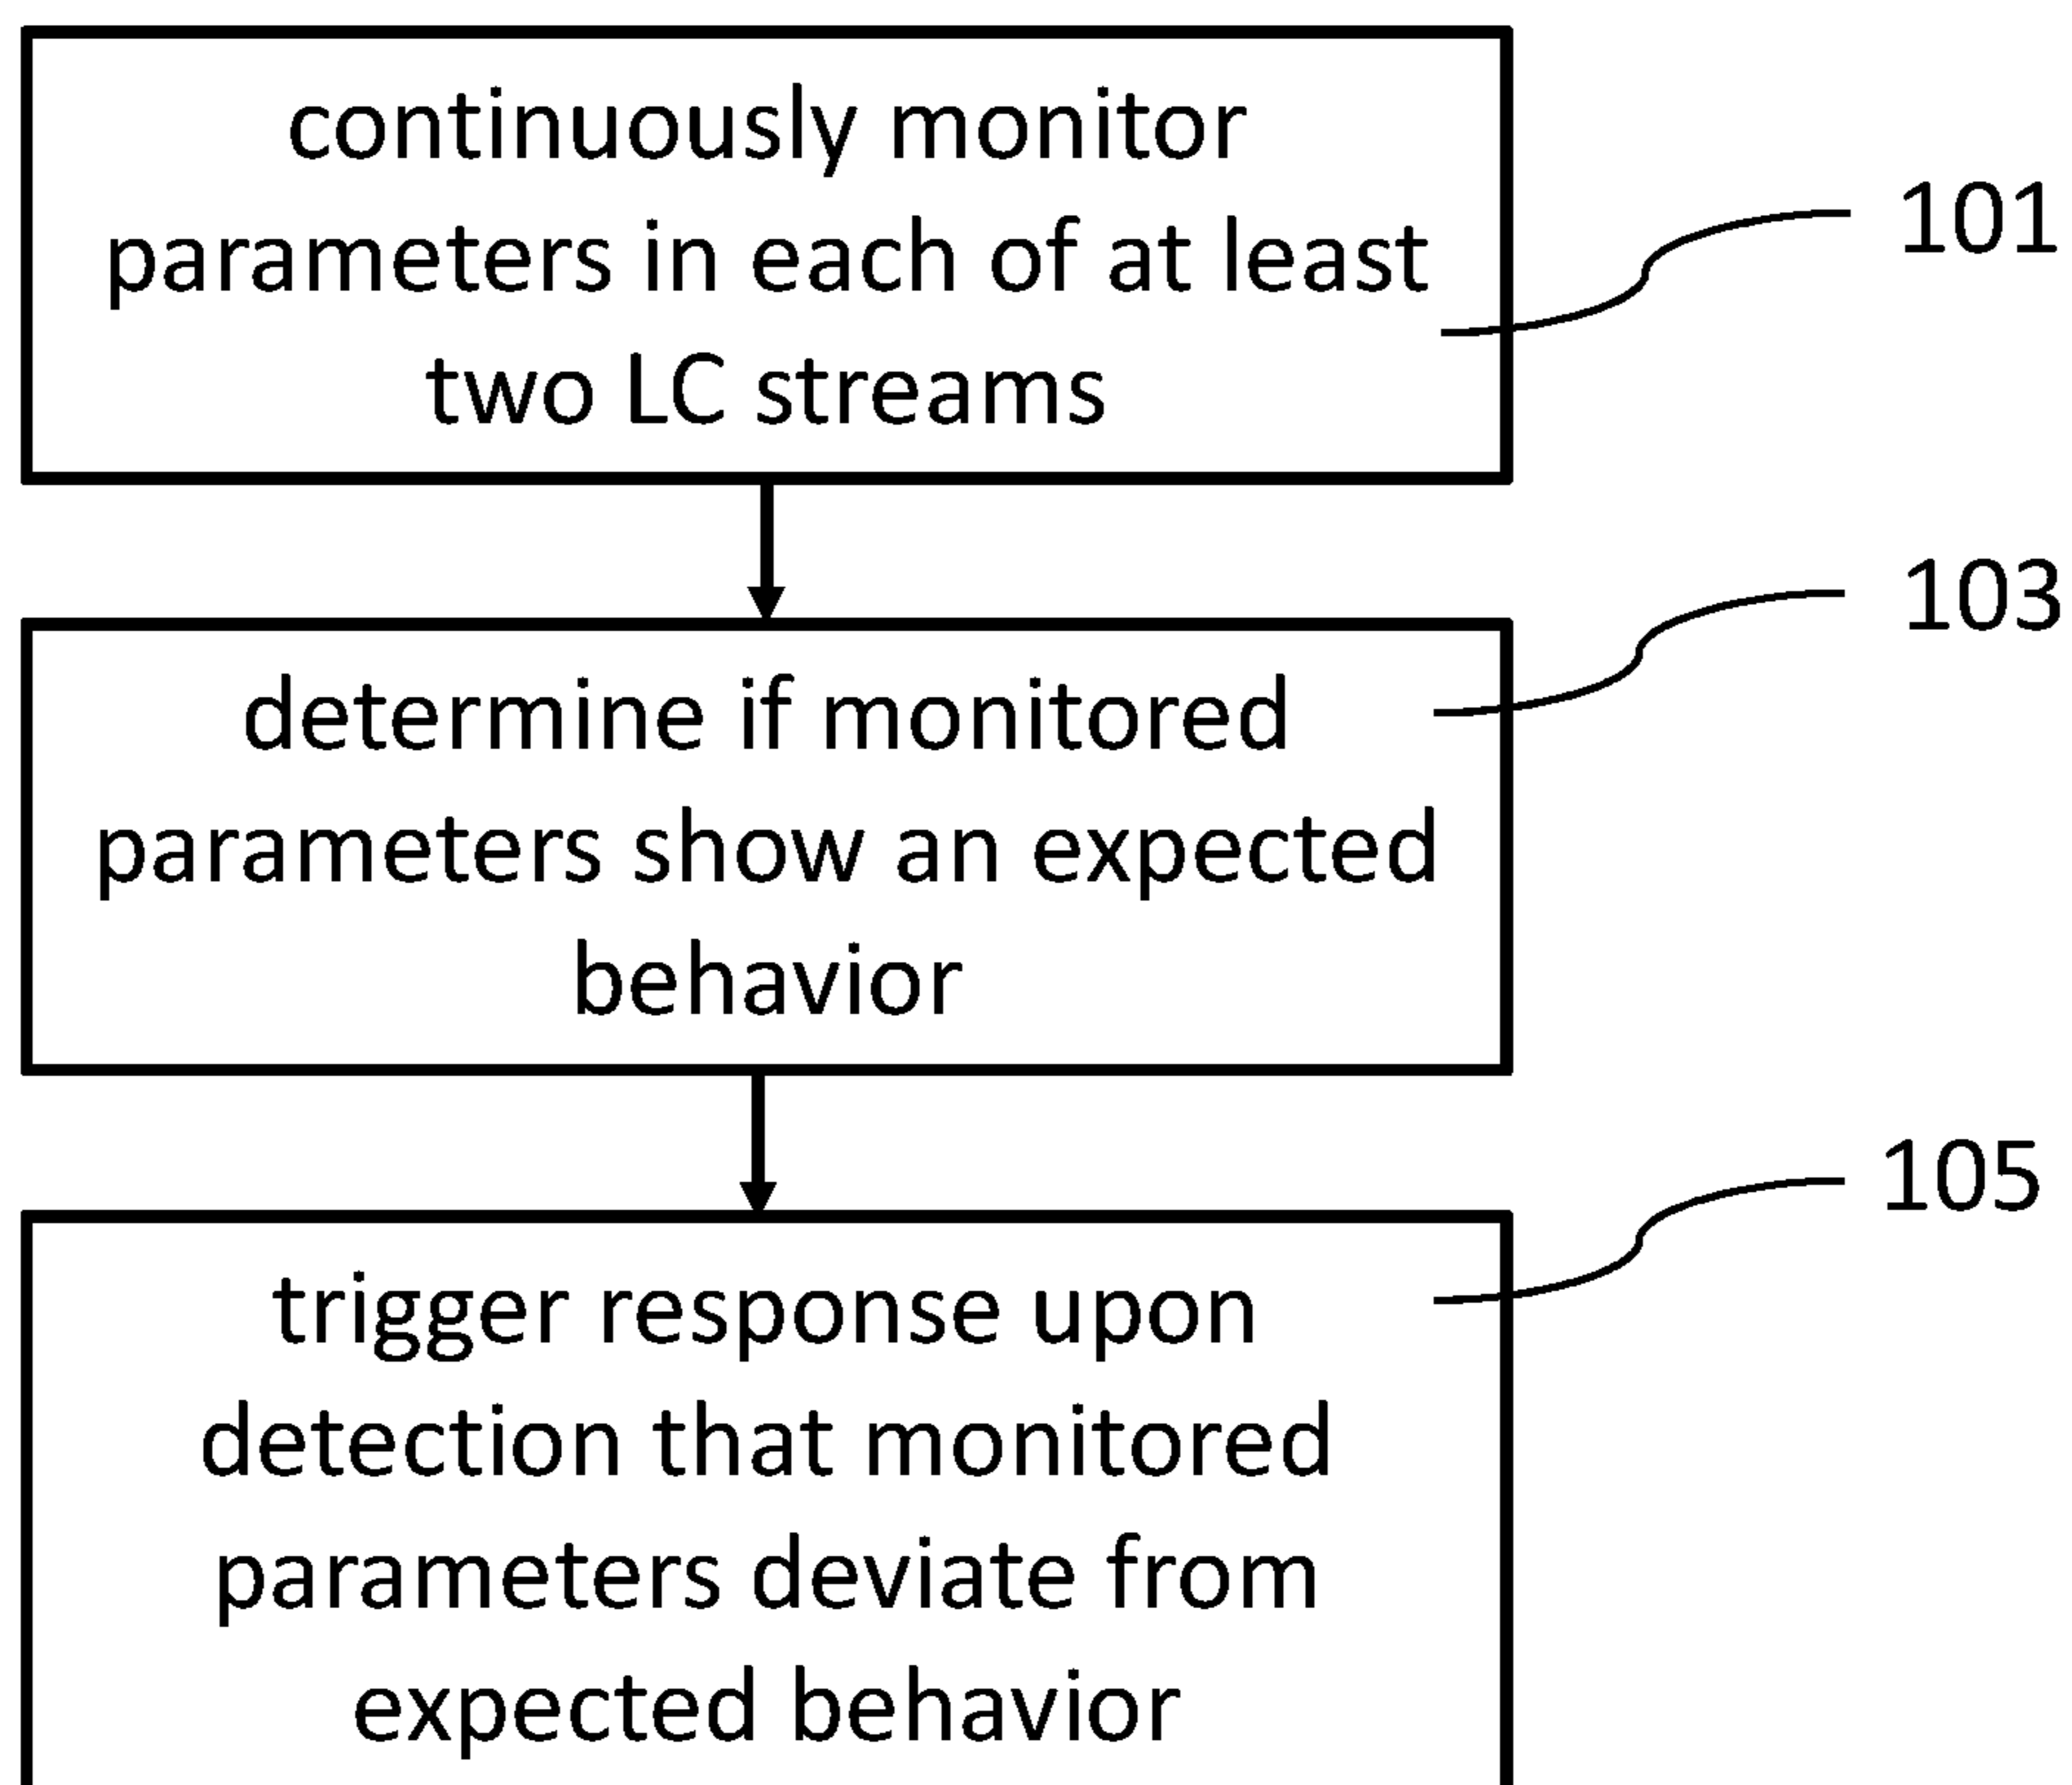 continuously monitor
parameters in each of at least
two LC streams
101
determine if monitored
parameters show an expected
behavior
103
trigger response upon
detection that monitored
parameters deviate from
expected behavior
105